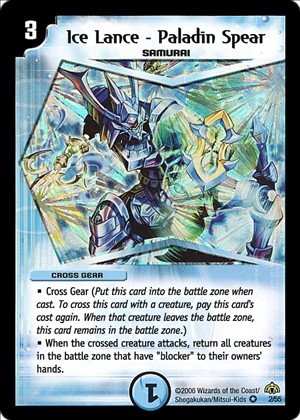 3
Ice Lance - Paladin Spear
SAMURAI
CROSS GEAR
▪ Cross Gear (Put this card into the battle zone when
cast. To cross this card with a creature, pay this card's
cost again. When that creature leaves the battle zone,
this card remains in the battle zone.)
▪ When the crossed creature attacks, return all creatures
in the battle zone that have "blocker" to their owners'
hands.
1
©2006 Wizards of the Coast/
Shogakukan/Mitsui-Kids
2/55